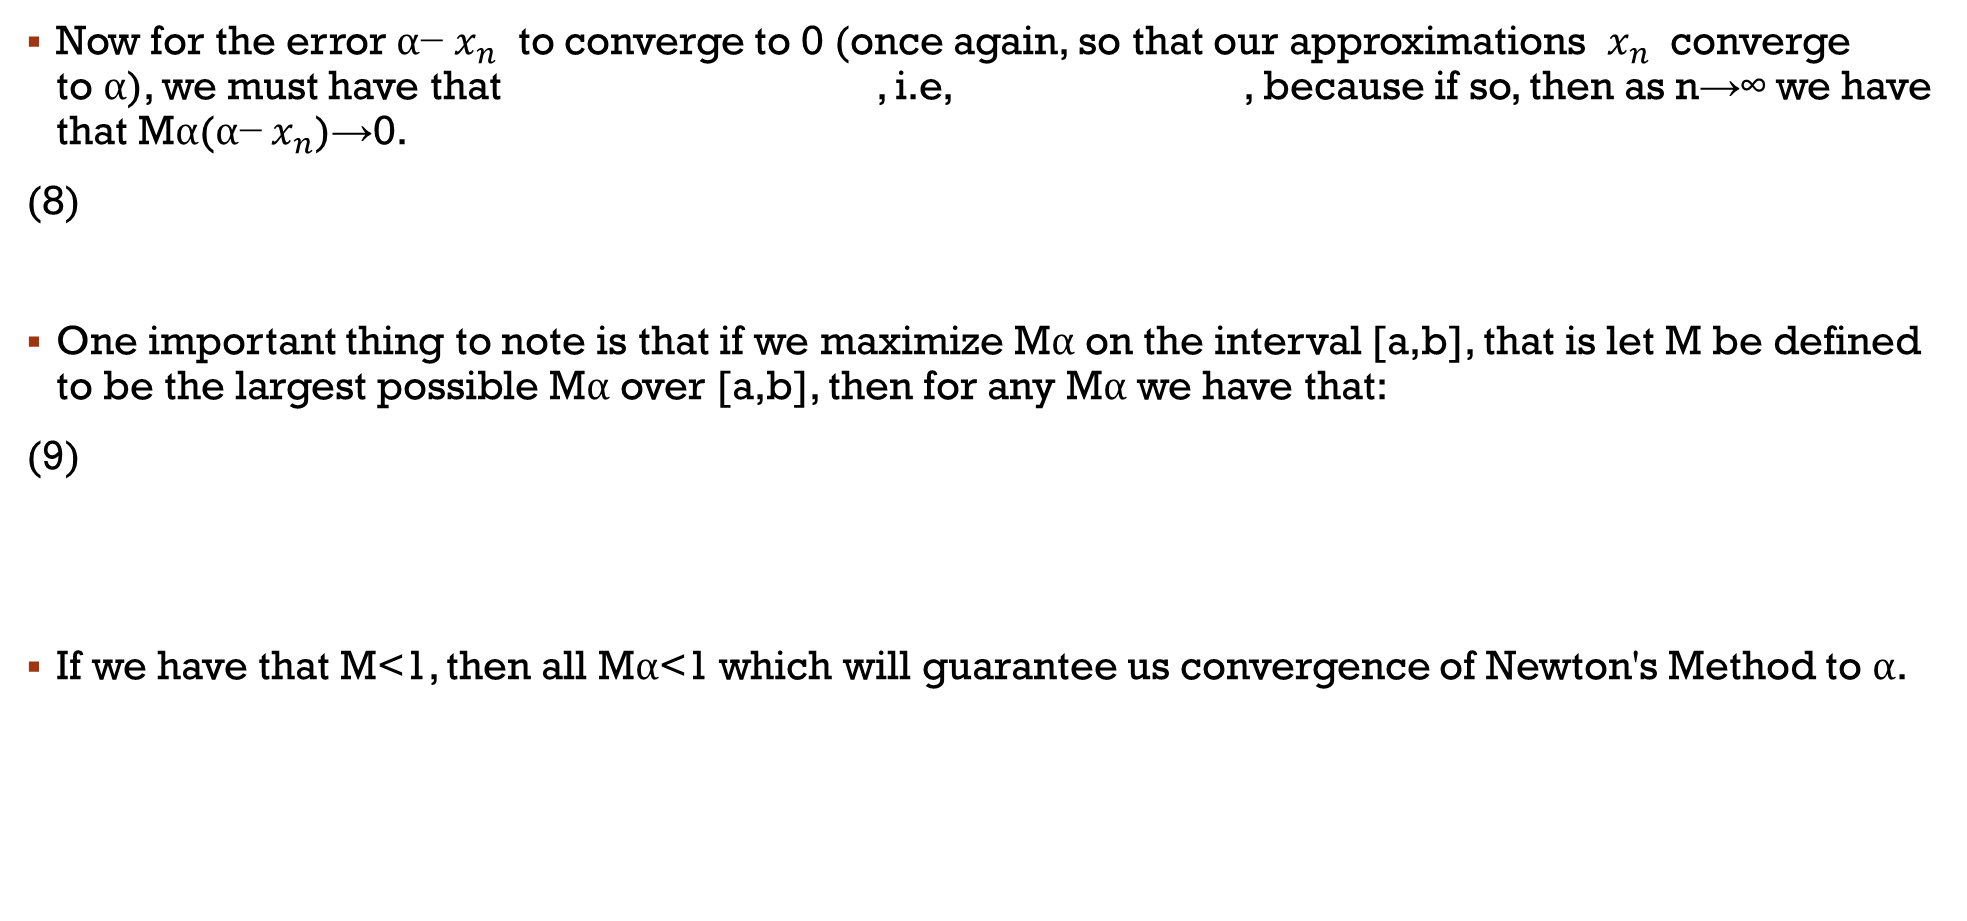 ▪ Now for the error α− xₙ to converge to 0 (once again, so that our approximations xₙ converge
to α), we must have that , i.e, , because if so, then as n→∞ we have
that Mα(α− xₙ)→0.
(8)
▪ One important thing to note is that if we maximize Mα on the interval [a,b], that is let M be defined
to be the largest possible Mα over [a,b], then for any Mα we have that:
(9)
▪ If we have that M<1, then all Mα<1 which will guarantee us convergence of Newton's Method to α.